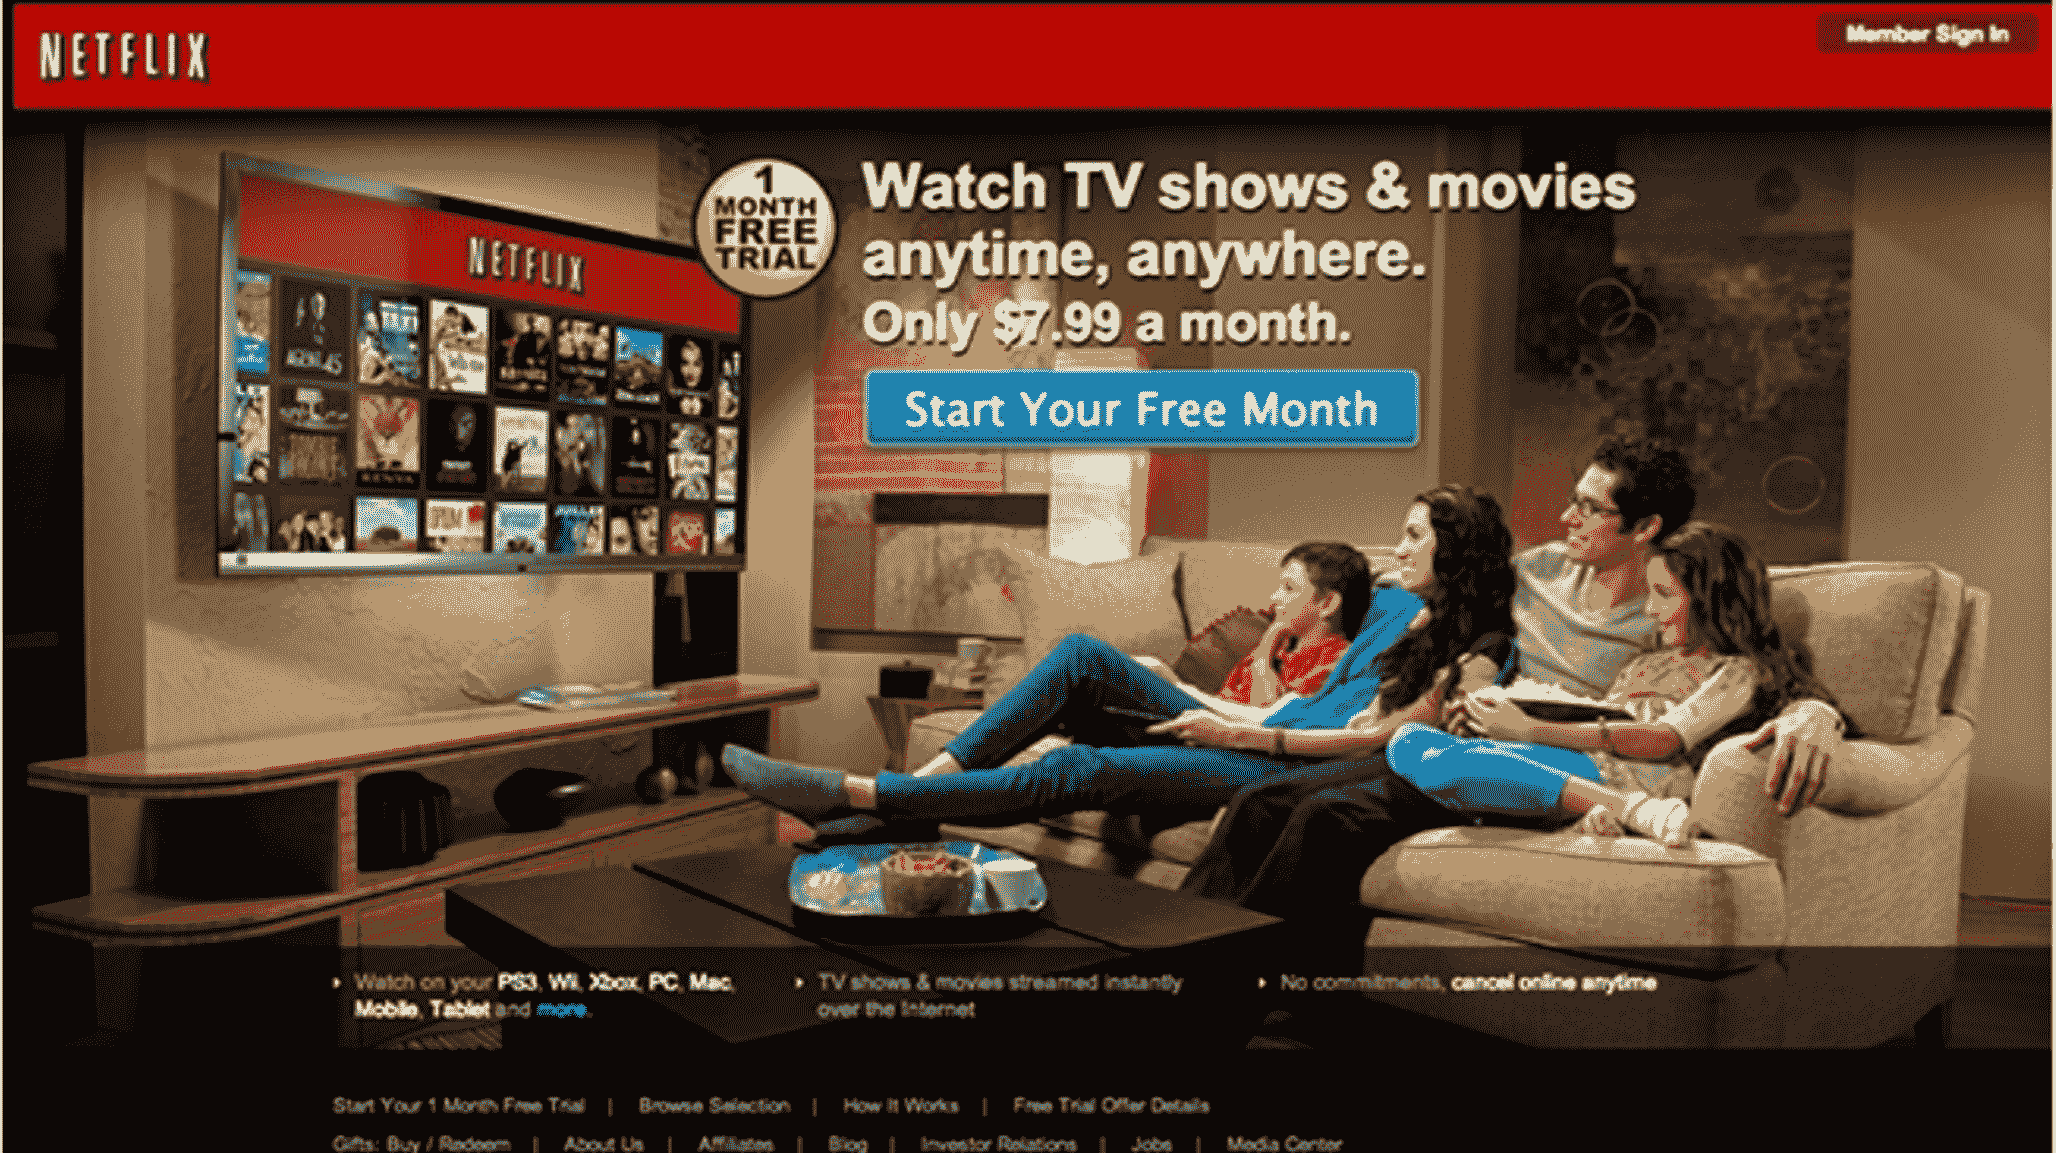 NETFLIX
Member Sign In
NETFLIX
1
MONTH
FREE
TRIAL
Watch TV shows & movies
anytime, anywhere.
Only $7.99 a month.
Start Your Free Month
Watch on your PS3, Wii, Xbox, PC, Mac,
Mobile, Tablet and more.
TV shows & movies streamed instantly
over the Internet
No commitments, cancel online anytime
Start Your 1 Month Free Trial | Browse Selection | How It Works | Free Trial Offer Details
Gifts: Buy / Redeem | About Us | Affiliates | Blog | Investor Relations | Jobs | Media Center